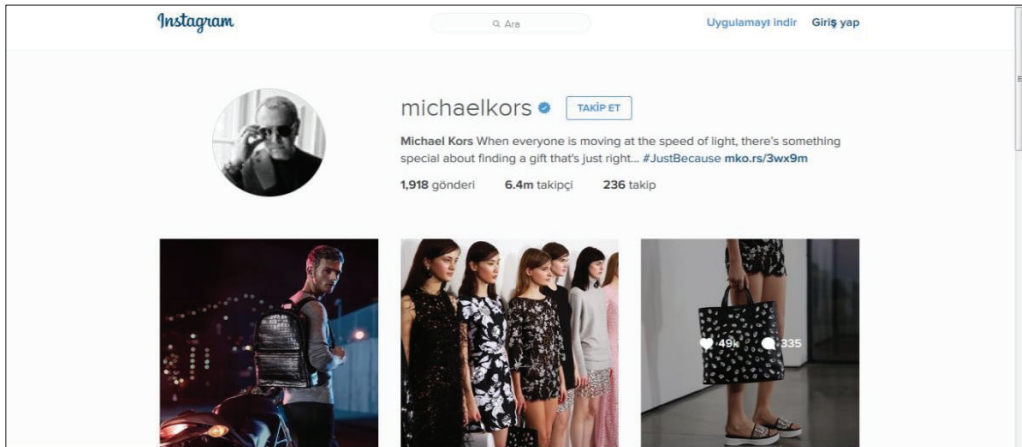 Instagram
Ara
Uygulamayı indir Giriş yap
michaelkors TAKİP ET
Michael Kors When everyone is moving at the speed of light, there's something
special about finding a gift that's just right... #JustBecause mko.rs/3wx9m
1,918 gönderi 6.4m takipçi 236 takip
49k 335